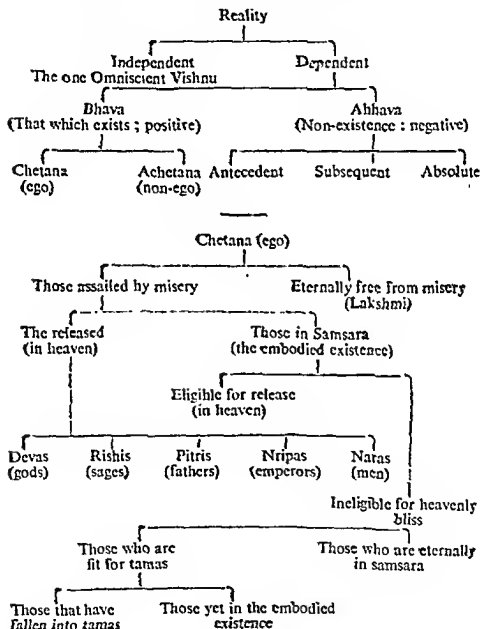 Reality
Independent Dependent
The one Omniscient Vishnu
Bhava Abhava
(That which exists ; positive) (Non-existence : negative)
Chetana Achetana Antecedent Subsequent Absolute
(ego) (non-ego)
Chetana (ego)
Those assailed by misery Eternally free from misery
(Lakshmi)
The released Those in Samsara
(in heaven) (the embodied existence)
Eligible for release
(in heaven)
Devas Rishis Pitris Nripas Naras
(gods) (sages) (fathers) (emperors) (men)
Ineligible for heavenly
bliss
Those who are Those who are eternally
fit for tamas in samsara
Those that have Those yet in the embodied
fallen into tamas existence